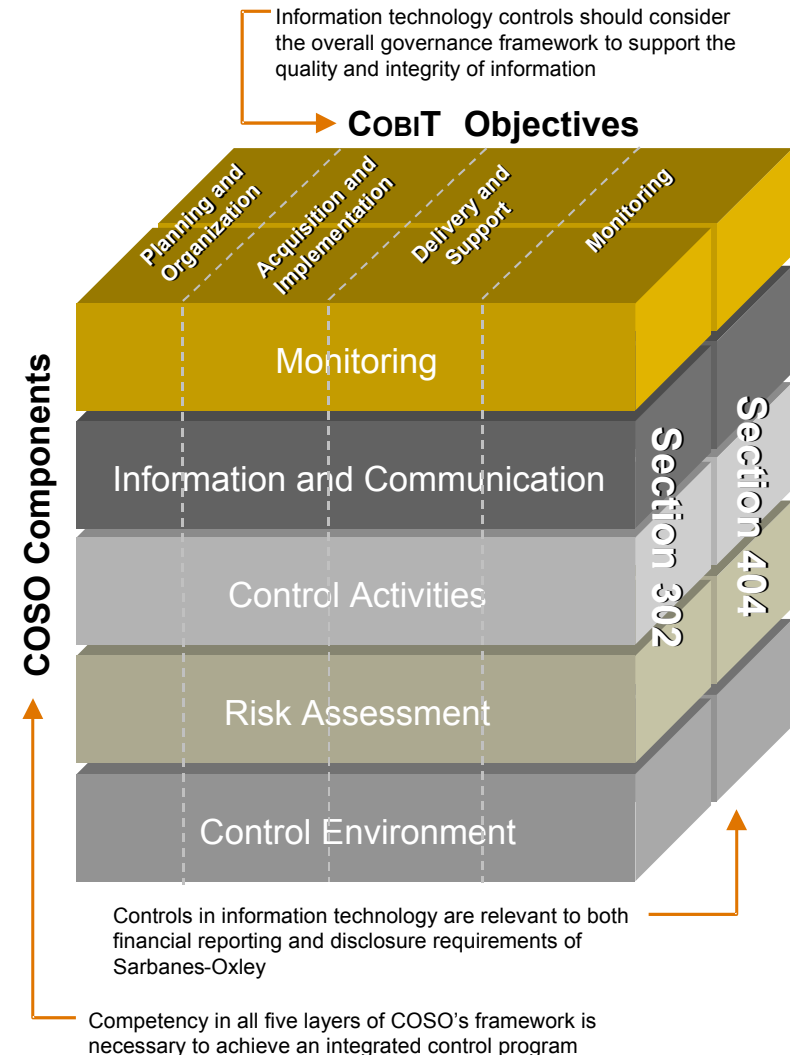 Information technology controls should consider
the overall governance framework to support the
quality and integrity of information
COBIT Objectives
Planning and
Organization
Acquisition and
Implementation
Delivery and
Support
Monitoring
COSO Components
Monitoring
Information and Communication
Control Activities
Risk Assessment
Control Environment
Section 302
Section 404
Controls in information technology are relevant to both
financial reporting and disclosure requirements of
Sarbanes-Oxley
Competency in all five layers of COSO’s framework is
necessary to achieve an integrated control program